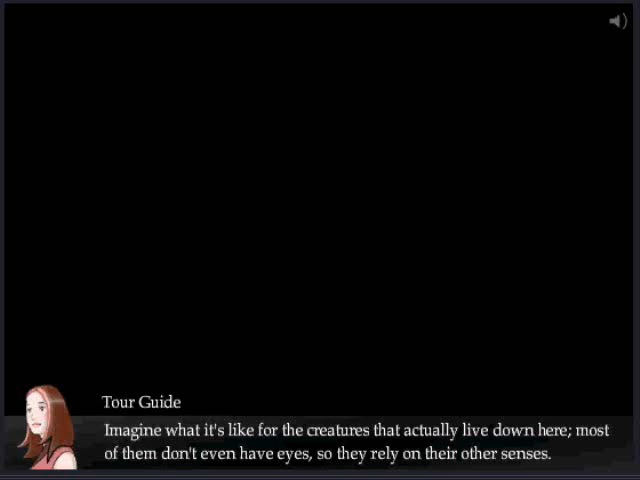 Tour Guide
Imagine what it's like for the creatures that actually live down here; most
of them don't even have eyes, so they rely on their other senses.